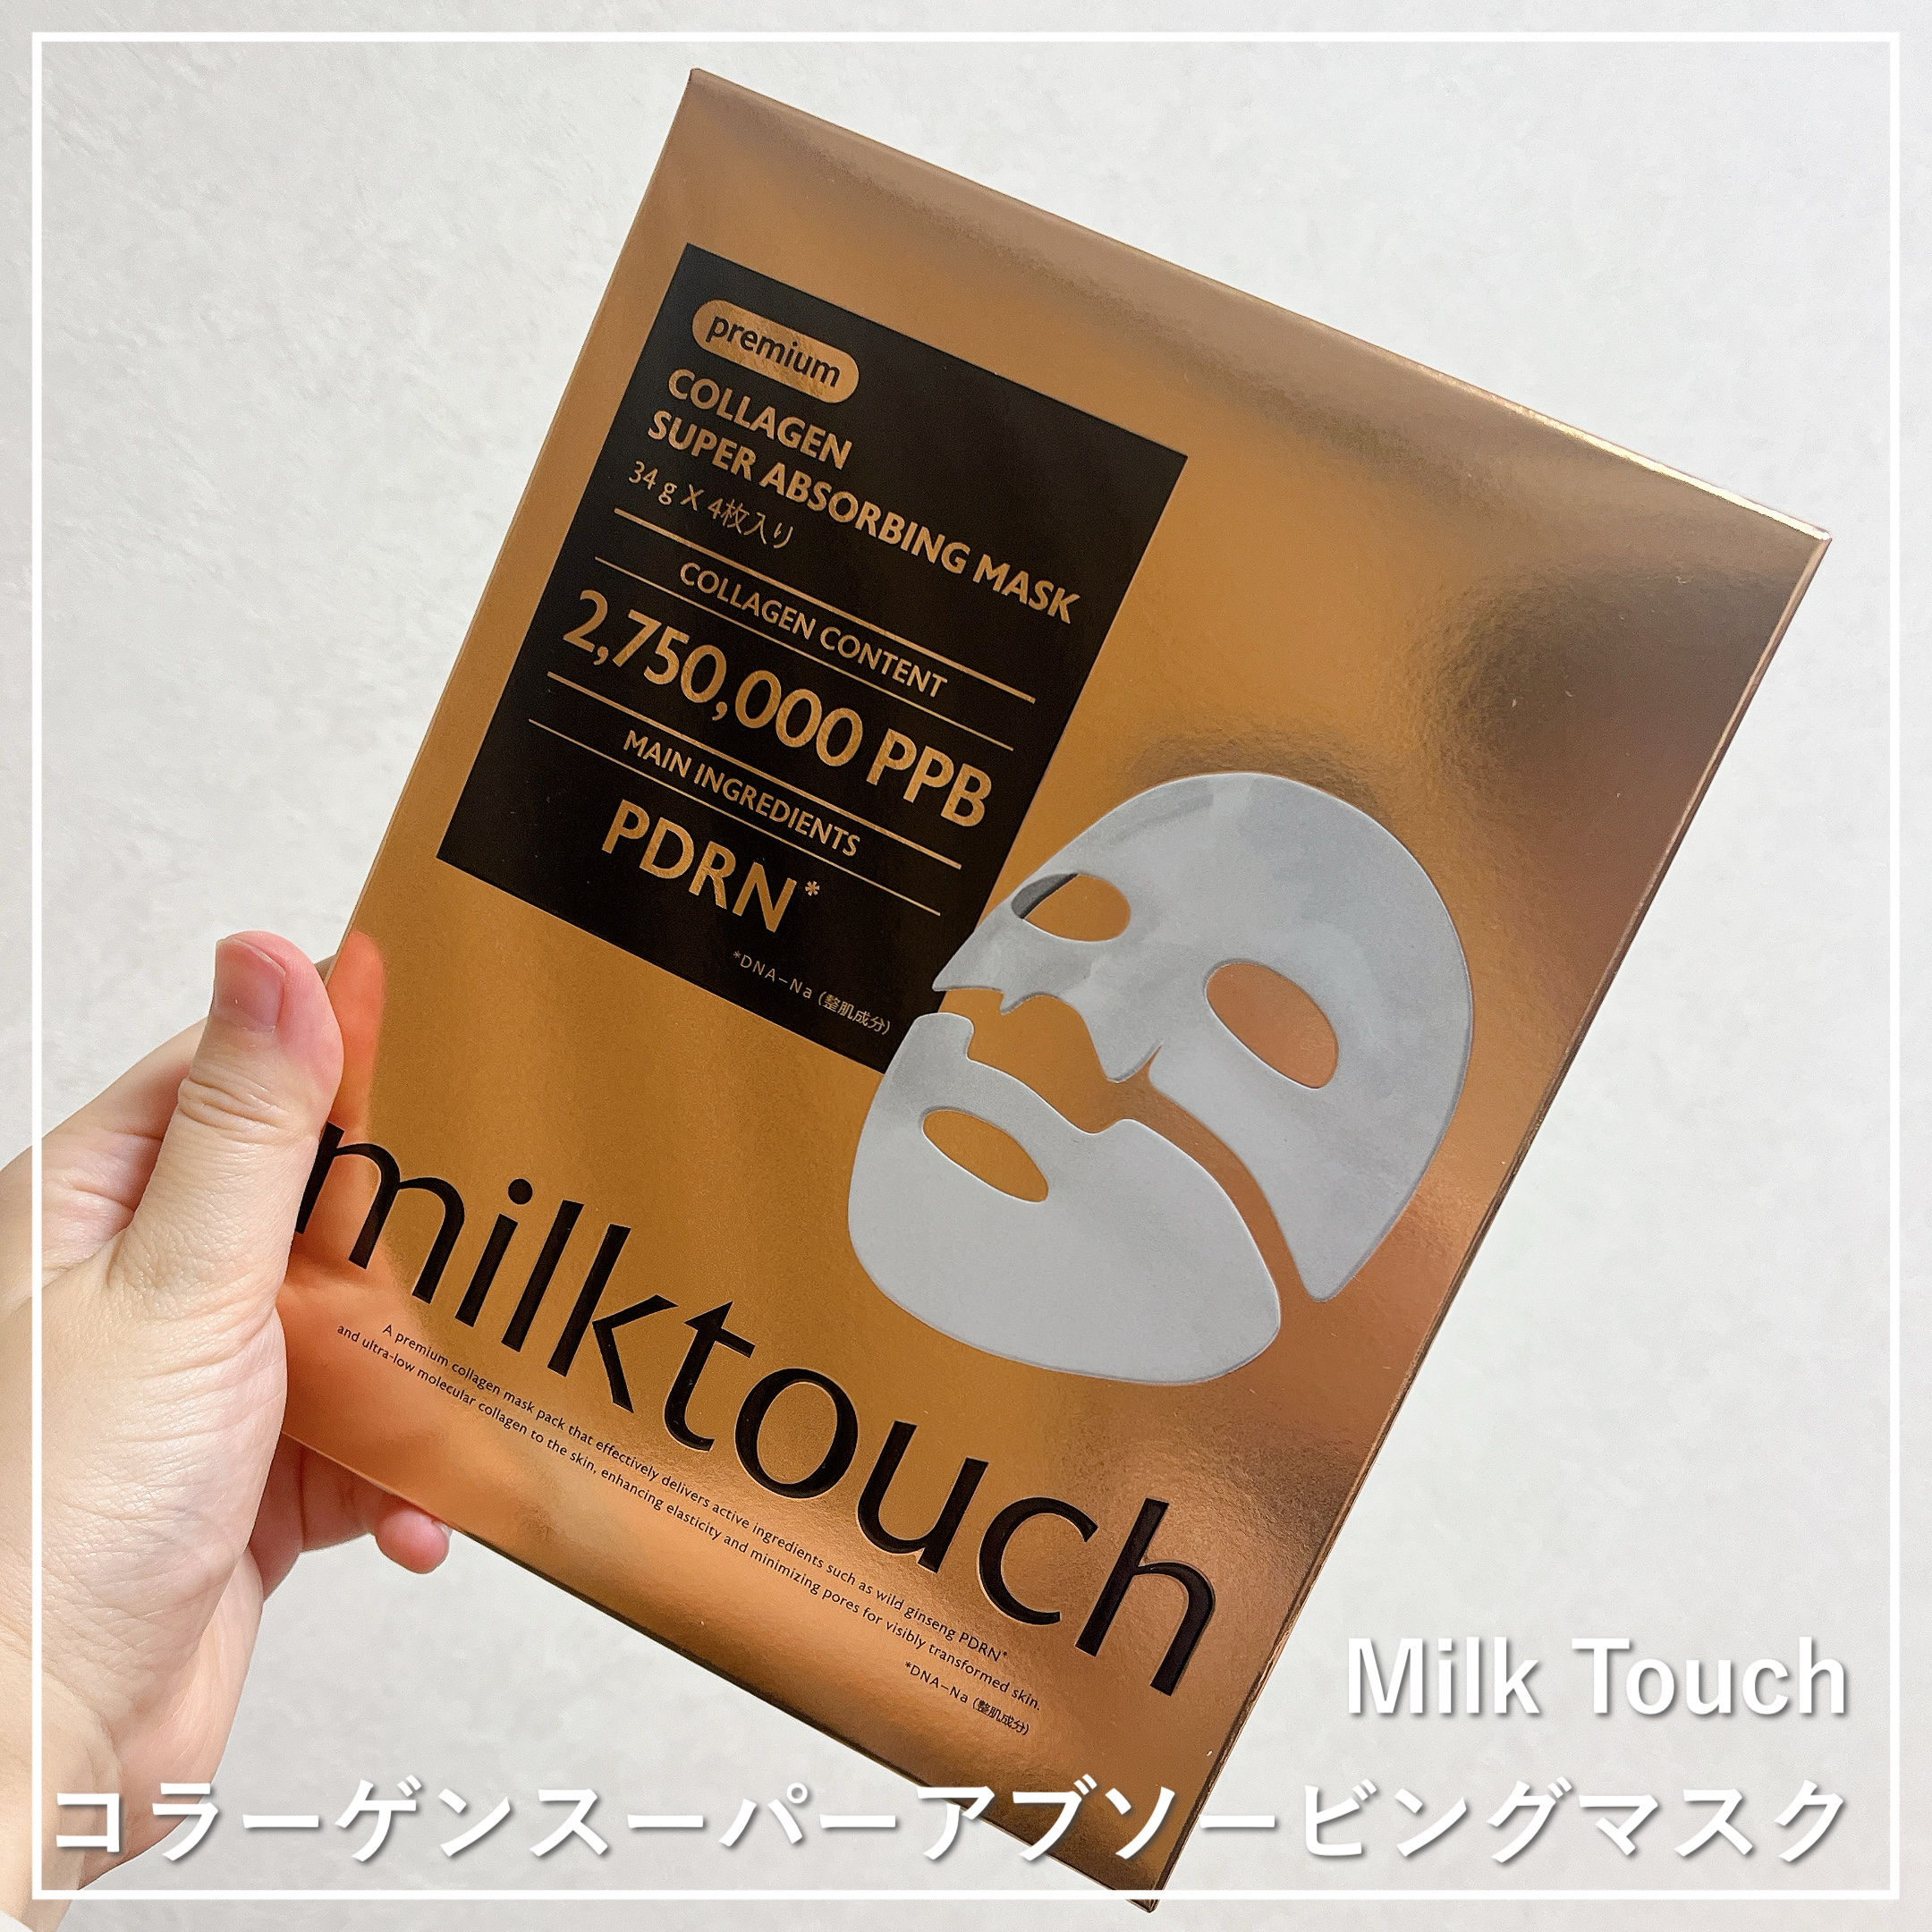 premium
COLLAGEN
SUPER ABSORBING MASK
34g X 4枚入り
COLLAGEN CONTENT
2,750,000 PPB
MAIN INGREDIENTS
PDRN*
*DNA-Na (整肌成分)
milktouch
A premium collagen mask pack that effectively delivers active ingredients such as wild ginseng PDRN*
and ultra-low molecular collagen to the skin, enhancing elasticity and minimizing pores for visibly transformed skin.
*DNA-Na (整肌成分)
Milk Touch
コラーゲンスーパーアブソービングマスク